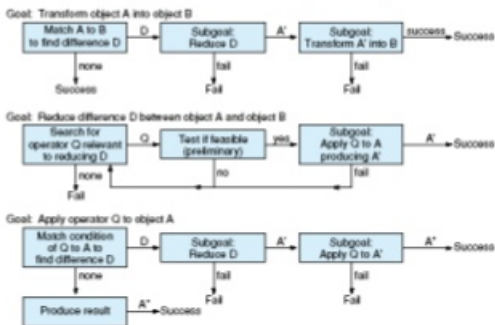 Goal: Transform object A into object B
Match A to B
to find difference D
D
Subgoal:
Reduce D
A'
Subgoal:
Transform A' into B
success
Success
none
fail
fail
Success
Fail
Fail
Goal: Reduce difference D between object A and object B
Search for
operator Q relevant
to reducing D
Q
Test if feasible
(preliminary)
yes
Subgoal:
Apply Q to A
producing A'
A'
Success
none
no
fail
Fail
Goal: Apply operator Q to object A
Match condition
of Q to A to
find difference D
D
Subgoal:
Reduce D
A'
Subgoal:
Apply Q to A'
A"
Success
none
fail
fail
Fail
Fail
Produce result
A"
Success